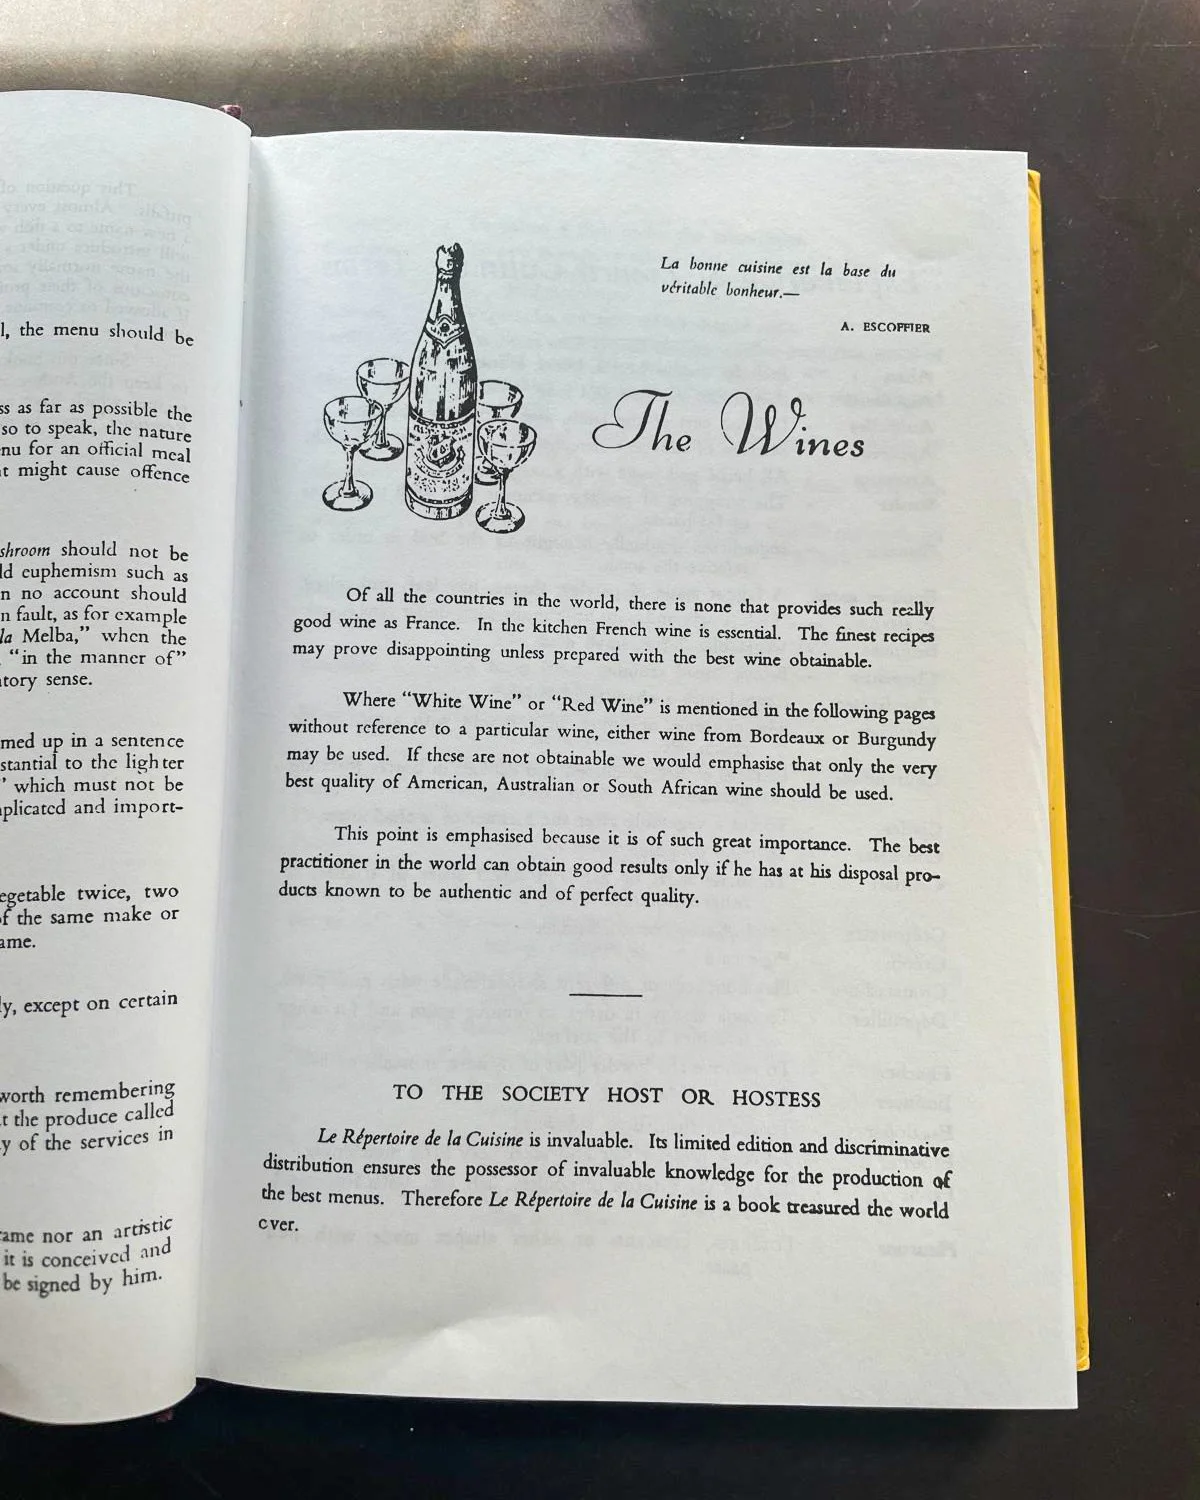 l, the menu should be
ss as far as possible the
so to speak, the nature
nu for an official meal
t might cause offence
shroom should not be
ld euphemism such as
n no account should
n fault, as for example
la Melba," when the
"in the manner of"
tory sense.
med up in a sentence
stantial to the lighter
" which must not be
plicated and import-
egetable twice, two
f the same make or
ame.
ly, except on certain
worth remembering
t the produce called
y of the services in
ame nor an artistic
it is conceived and
be signed by him.
La bonne cuisine est la base du
véritable bonheur.—
A. ESCOFFIER
The Wines
Of all the countries in the world, there is none that provides such really
good wine as France. In the kitchen French wine is essential. The finest recipes
may prove disappointing unless prepared with the best wine obtainable.
Where "White Wine" or "Red Wine" is mentioned in the following pages
without reference to a particular wine, either wine from Bordeaux or Burgundy
may be used. If these are not obtainable we would emphasise that only the very
best quality of American, Australian or South African wine should be used.
This point is emphasised because it is of such great importance. The best
practitioner in the world can obtain good results only if he has at his disposal pro-
ducts known to be authentic and of perfect quality.
TO THE SOCIETY HOST OR HOSTESS
Le Répertoire de la Cuisine is invaluable. Its limited edition and discriminative
distribution ensures the possessor of invaluable knowledge for the production of
the best menus. Therefore Le Répertoire de la Cuisine is a book treasured the world
over.